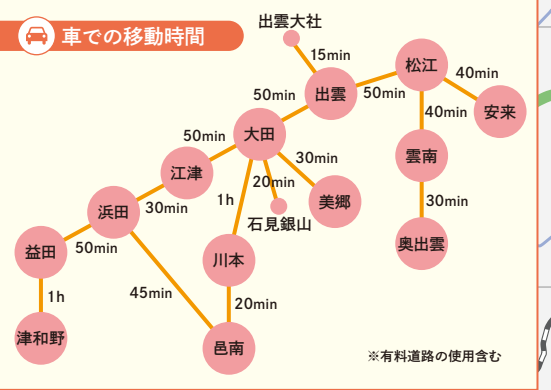 車での移動時間
出雲大社
15min
松江
40min
出雲
50min
安来
50min
40min
大田
50min
雲南
30min
江津
20min
美郷
30min
1h
30min
浜田
石見銀山
奥出雲
益田
50min
川本
45min
1h
20min
津和野
邑南
※有料道路の使用含む